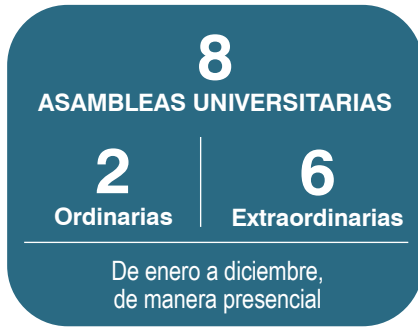 8
ASAMBLEAS UNIVERSITARIAS
2
Ordinarias
6
Extraordinarias
De enero a diciembre,
de manera presencial